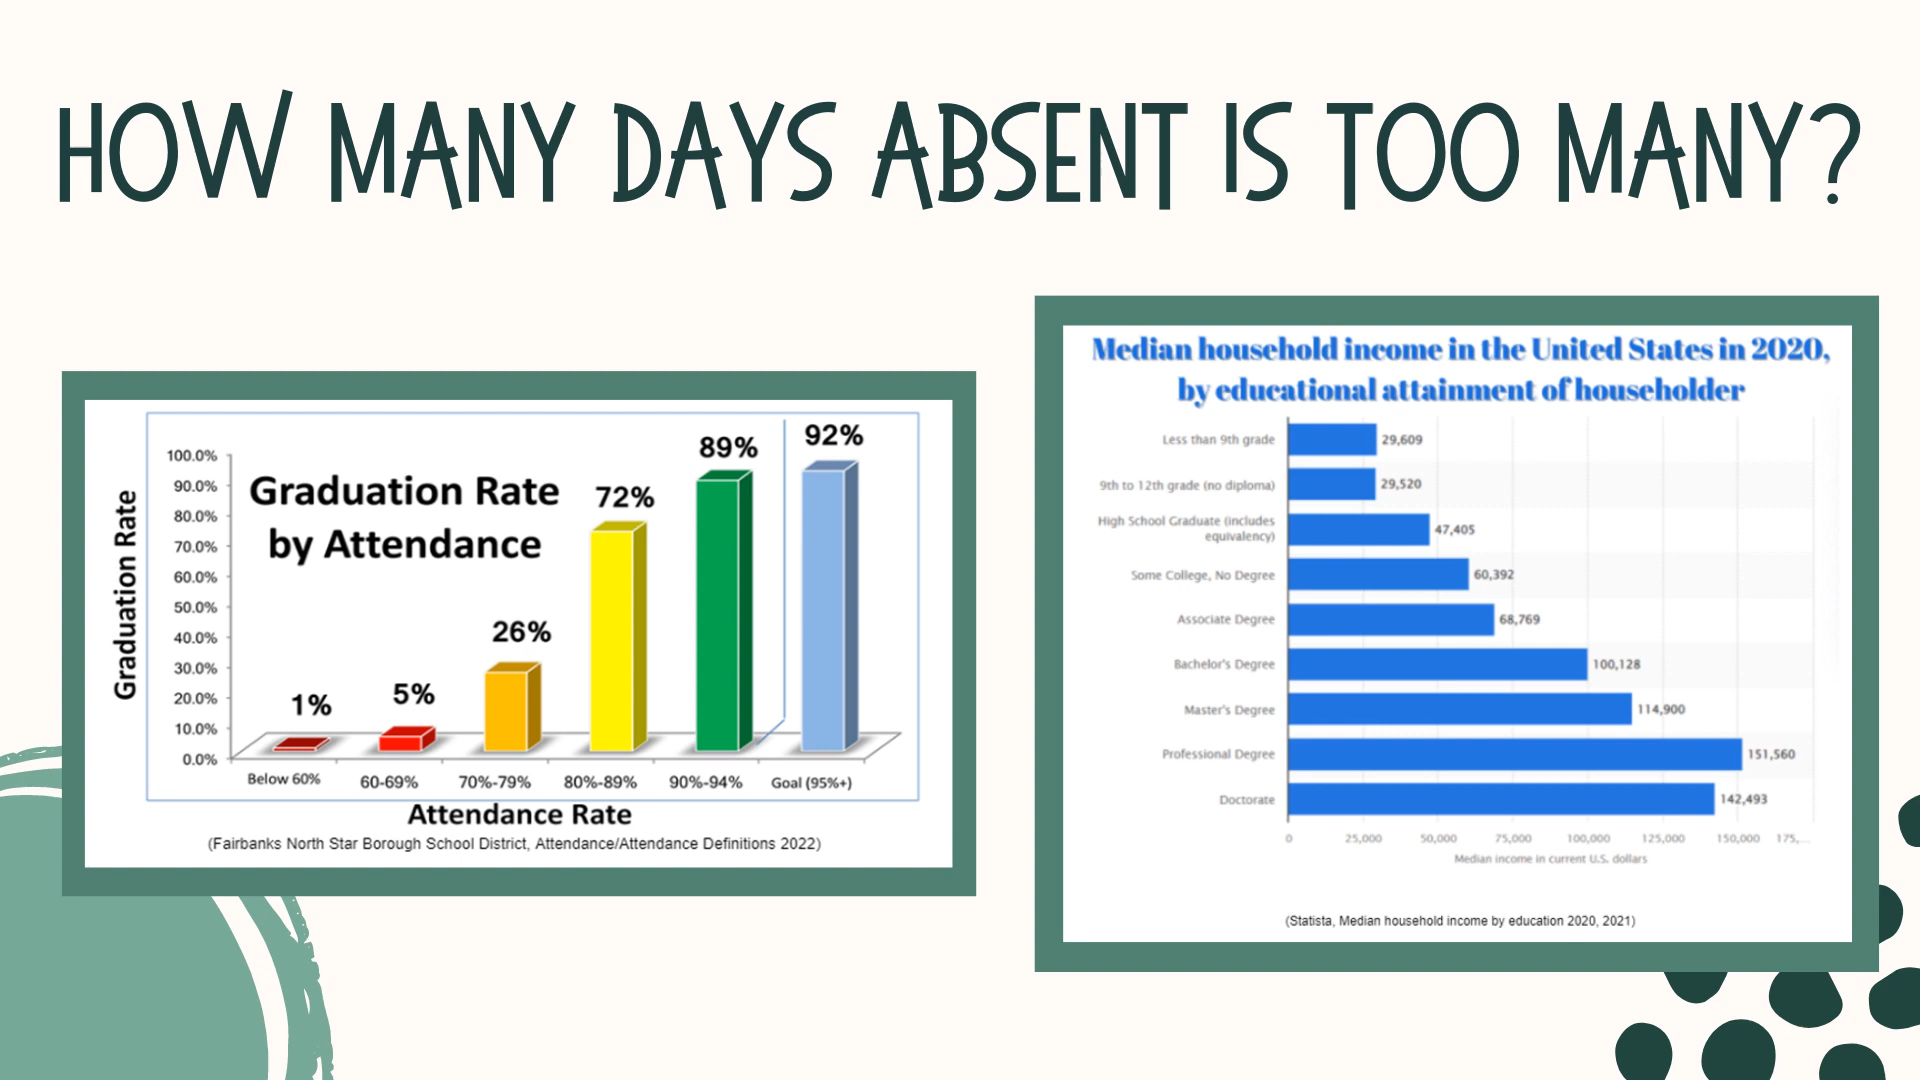 HOW MANY DAYS ABSENT IS TOO MANY?
Graduation Rate
by Attendance
Graduation Rate
100.0%
90.0%
80.0%
70.0%
60.0%
50.0%
40.0%
30.0%
20.0%
10.0%
0.0%
1%
5%
26%
72%
89%
92%
Below 60%
60-69%
70%-79%
80%-89%
90%-94%
Goal (95%+)
Attendance Rate
(Fairbanks North Star Borough School District, Attendance/Attendance Definitions 2022)
Median household income in the United States in 2020,
by educational attainment of householder
Less than 9th grade 29,609
9th to 12th grade (no diploma) 29,520
High School Graduate (includes
equivalency) 47,405
Some College, No Degree 60,392
Associate Degree 68,769
Bachelor's Degree 100,128
Master's Degree 114,900
Professional Degree 151,560
Doctorate 142,493
0 25,000 50,000 75,000 100,000 125,000 150,000 175,...
Median income in current U.S. dollars
(Statista, Median household income by education 2020, 2021)